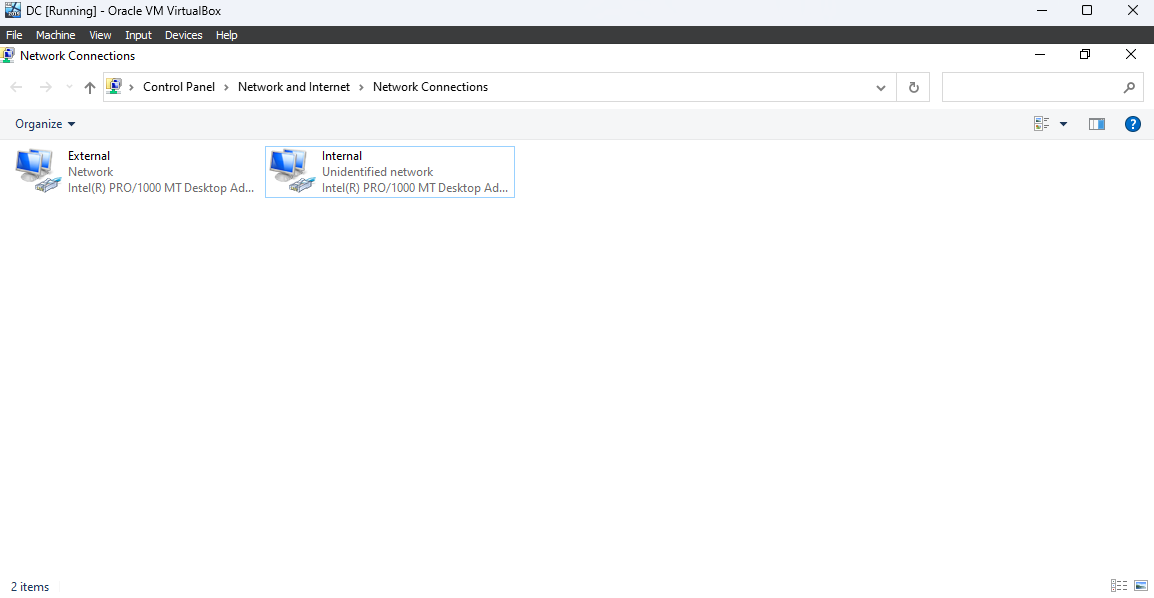 DC [Running] - Oracle VM VirtualBox
File Machine View Input Devices Help
Network Connections
Control Panel › Network and Internet › Network Connections
Organize
External
Network
Intel(R) PRO/1000 MT Desktop Ad...
Internal
Unidentified network
Intel(R) PRO/1000 MT Desktop Ad...
2 items